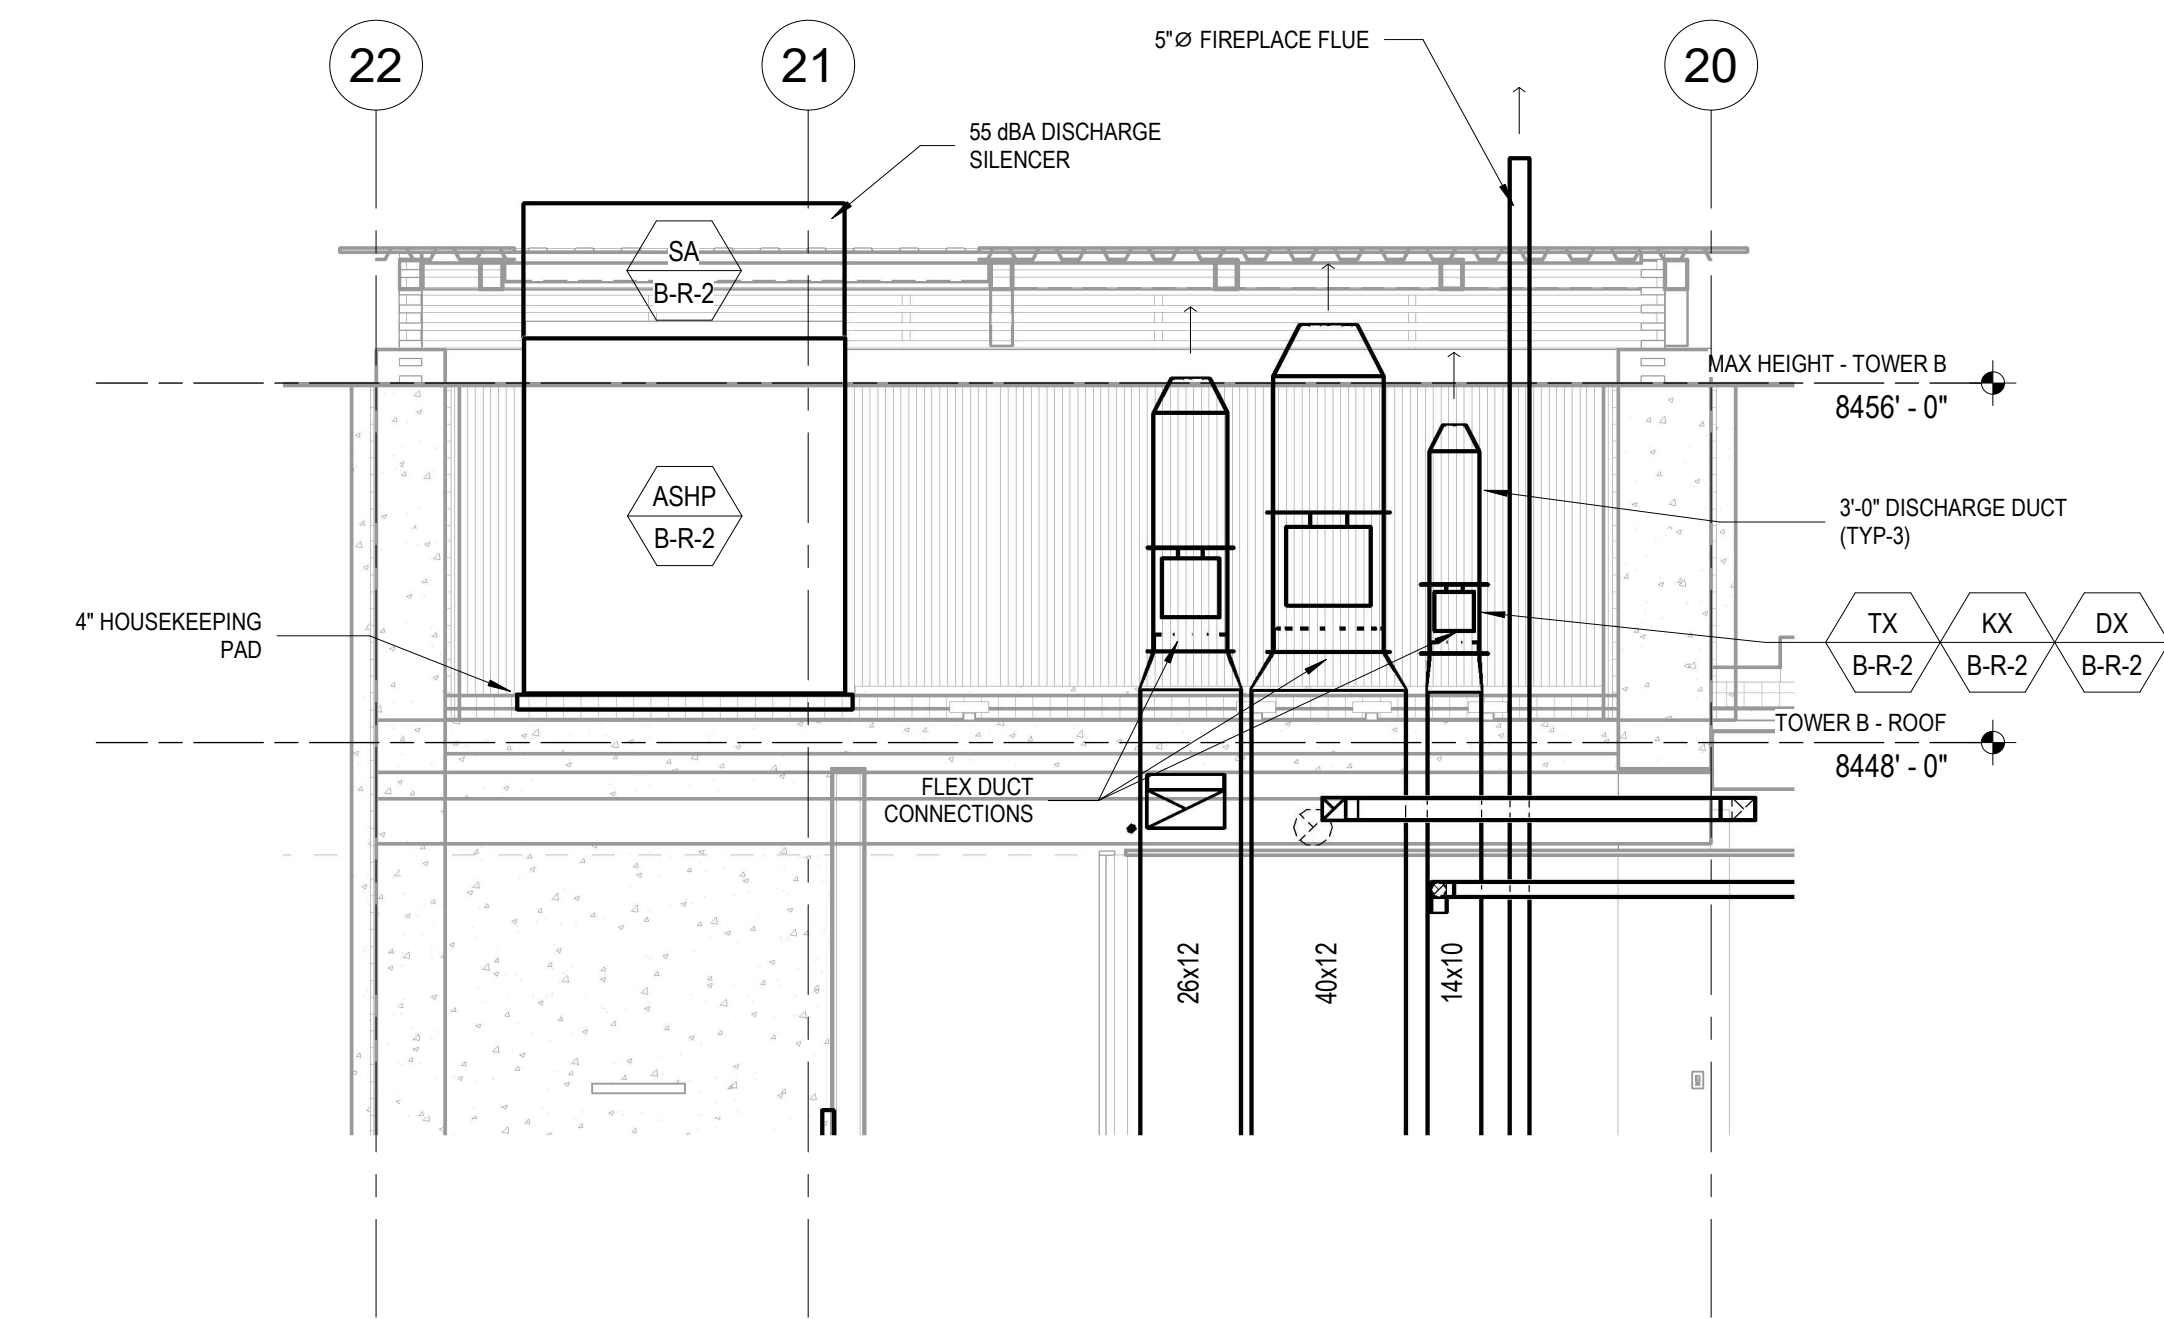 22
21
20
5"Ø FIREPLACE FLUE
55 dBA DISCHARGE
SILENCER
SA
B-R-2
MAX HEIGHT - TOWER B
8456' - 0"
ASHP
B-R-2
3'-0" DISCHARGE DUCT
(TYP-3)
4" HOUSEKEEPING
PAD
TX
B-R-2
KX
B-R-2
DX
B-R-2
TOWER B - ROOF
8448' - 0"
FLEX DUCT
CONNECTIONS
26x12
40x12
14x10